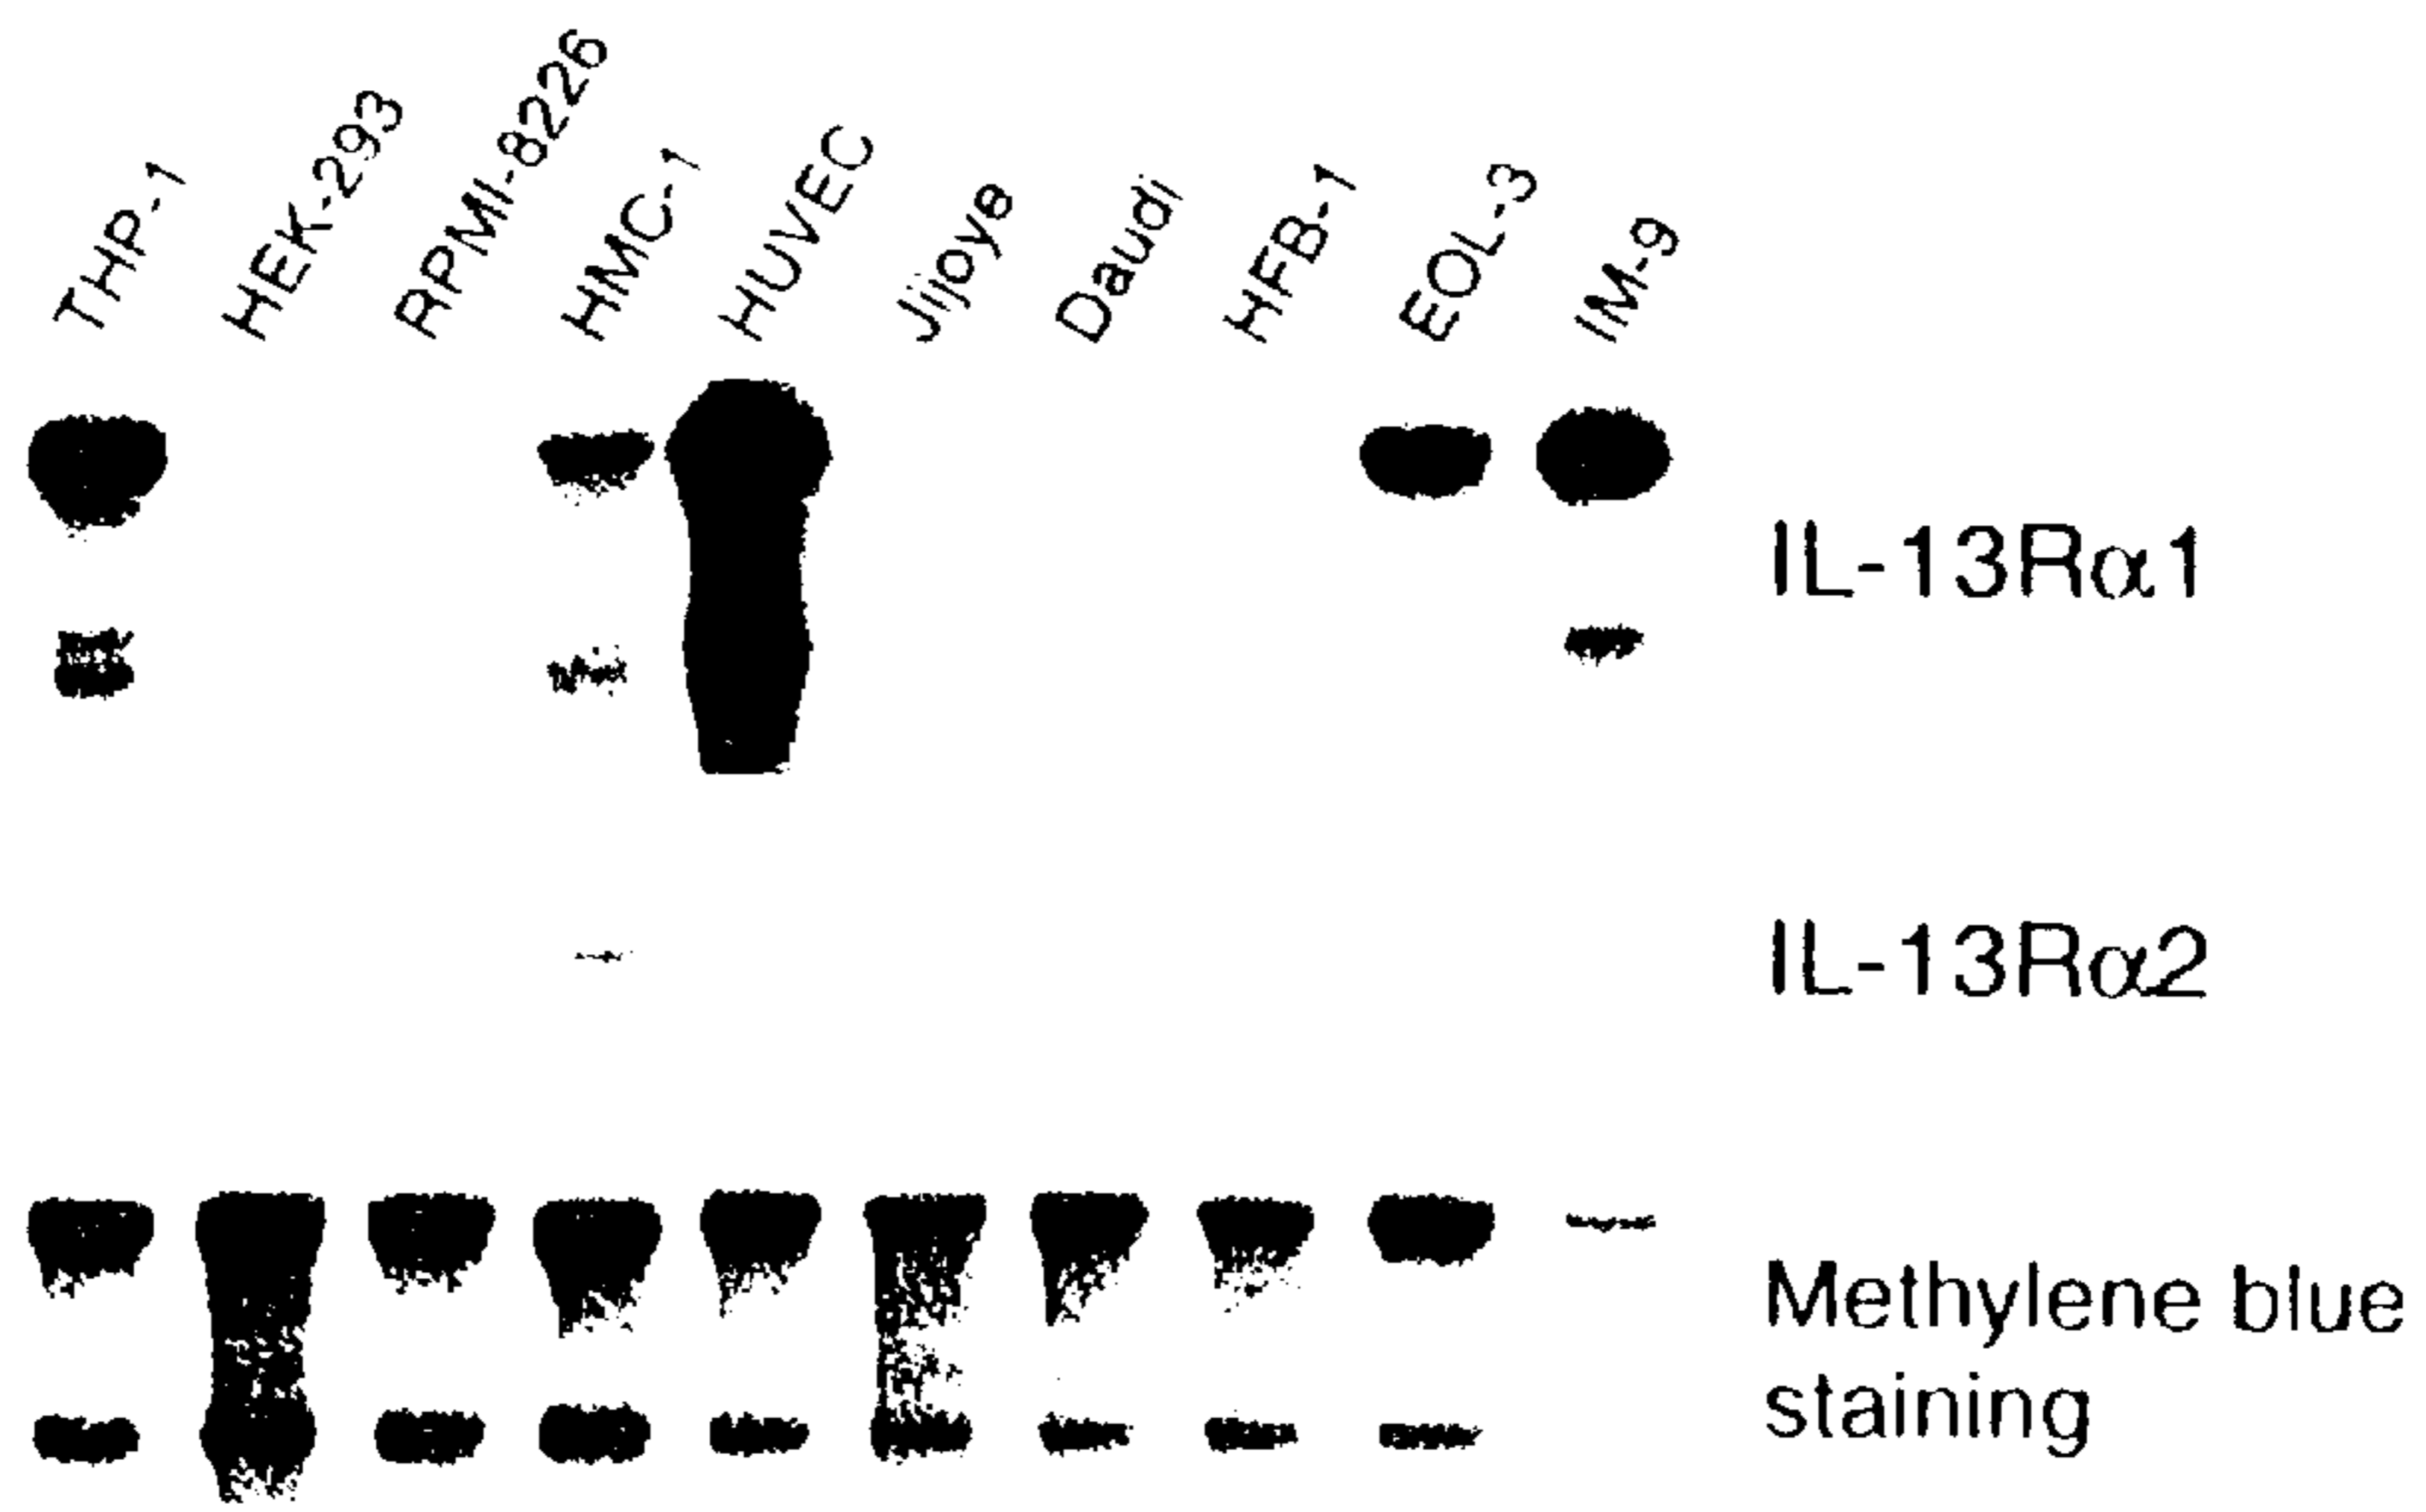 THP-1
HEK-293
RPMI-8226
HMC-1
HUVEC
Jijoye
Daudi
HFB-1
EOL-3
IM-9
IL-13Rα1
IL-13Rα2
Methylene blue
staining